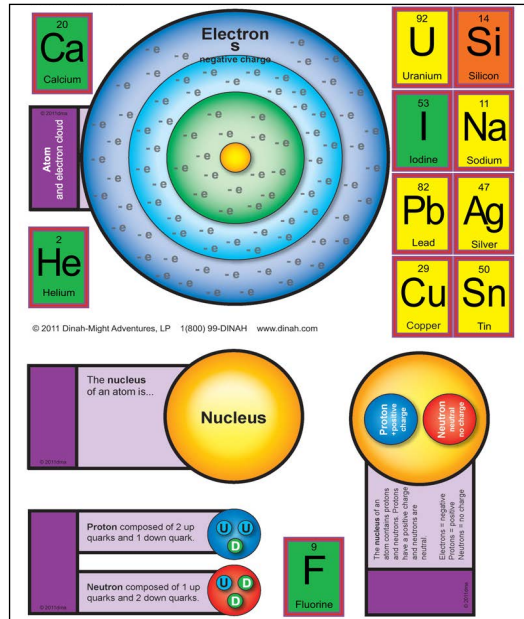 20
Ca
Calcium
© 2011dma
Atom
and electron cloud
2
He
Helium
Electron
s
negative charge
-e -e -e -e -e -e -e -e -e -e
92
U
Uranium
14
Si
Silicon
53
I
Iodine
11
Na
Sodium
82
Pb
Lead
47
Ag
Silver
29
Cu
Copper
50
Sn
Tin
© 2011 Dinah-Might Adventures, LP 1(800) 99-DINAH www.dinah.com
The nucleus
of an atom is...
© 2011dma
Nucleus
Proton
+positive
charge
Neutron
neutral
no charge
The nucleus of an
atom contains protons
and neutrons. Protons
have a positive charge
and neutrons are
neutral.
Electrons = negative
Protons = positive
Neutrons = no charge
© 2011dma
Proton composed of 2 up
quarks and 1 down quark.
U U
D
Neutron composed of 1 up
quarks and 2 down quarks.
U D
D
© 2011dma
9
F
Fluorine